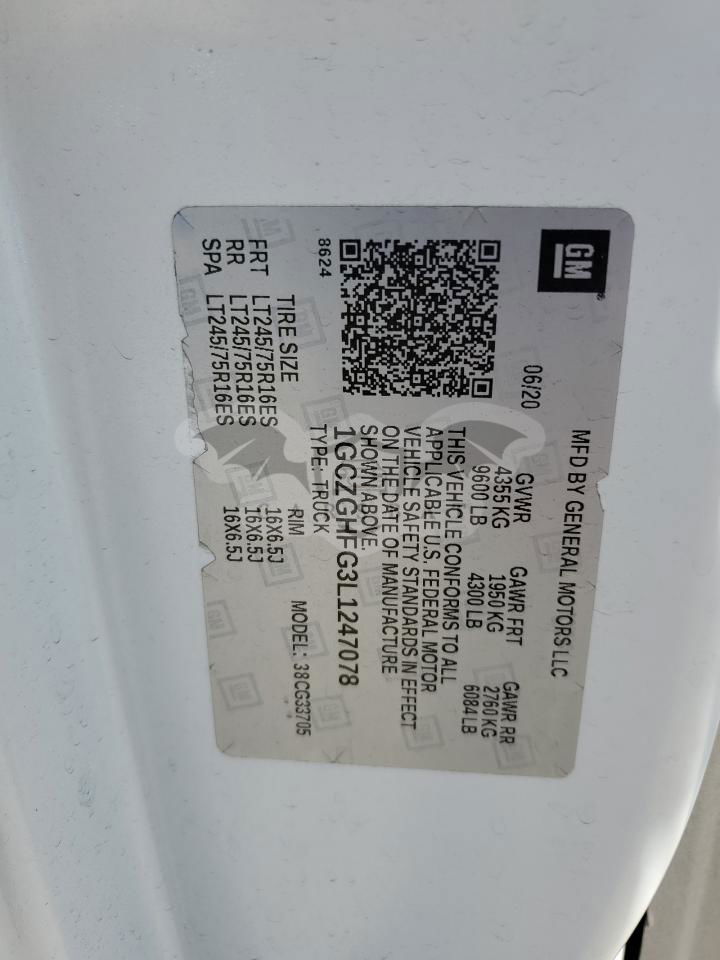 GM
MFD BY GENERAL MOTORS LLC
06/20
GVWR GAWR FRT GAWR RR
4355 KG 1950 KG 2760 KG
9600 LB 4300 LB 6084 LB
THIS VEHICLE CONFORMS TO ALL
APPLICABLE U.S. FEDERAL MOTOR
VEHICLE SAFETY STANDARDS IN EFFECT
ON THE DATE OF MANUFACTURE
SHOWN ABOVE.
1GCZGHFG3L1247078
8624
TYPE: TRUCK MODEL: 38CG33705
TIRE SIZE RIM
FRT LT245/75R16ES 16X6.5J
RR LT245/75R16ES 16X6.5J
SPA LT245/75R16ES 16X6.5J